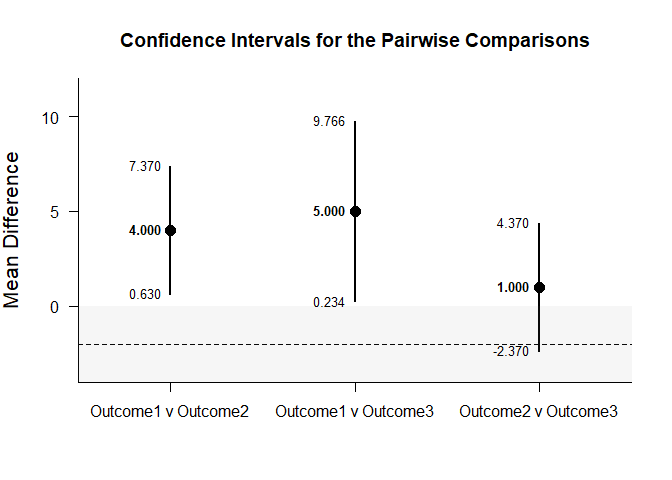 Confidence Intervals for the Pairwise Comparisons
Mean Difference
10
5
0
9.766
7.370
5.000
4.000
4.370
1.000
0.630
0.234
-2.370
Outcome1 v Outcome2
Outcome1 v Outcome3
Outcome2 v Outcome3